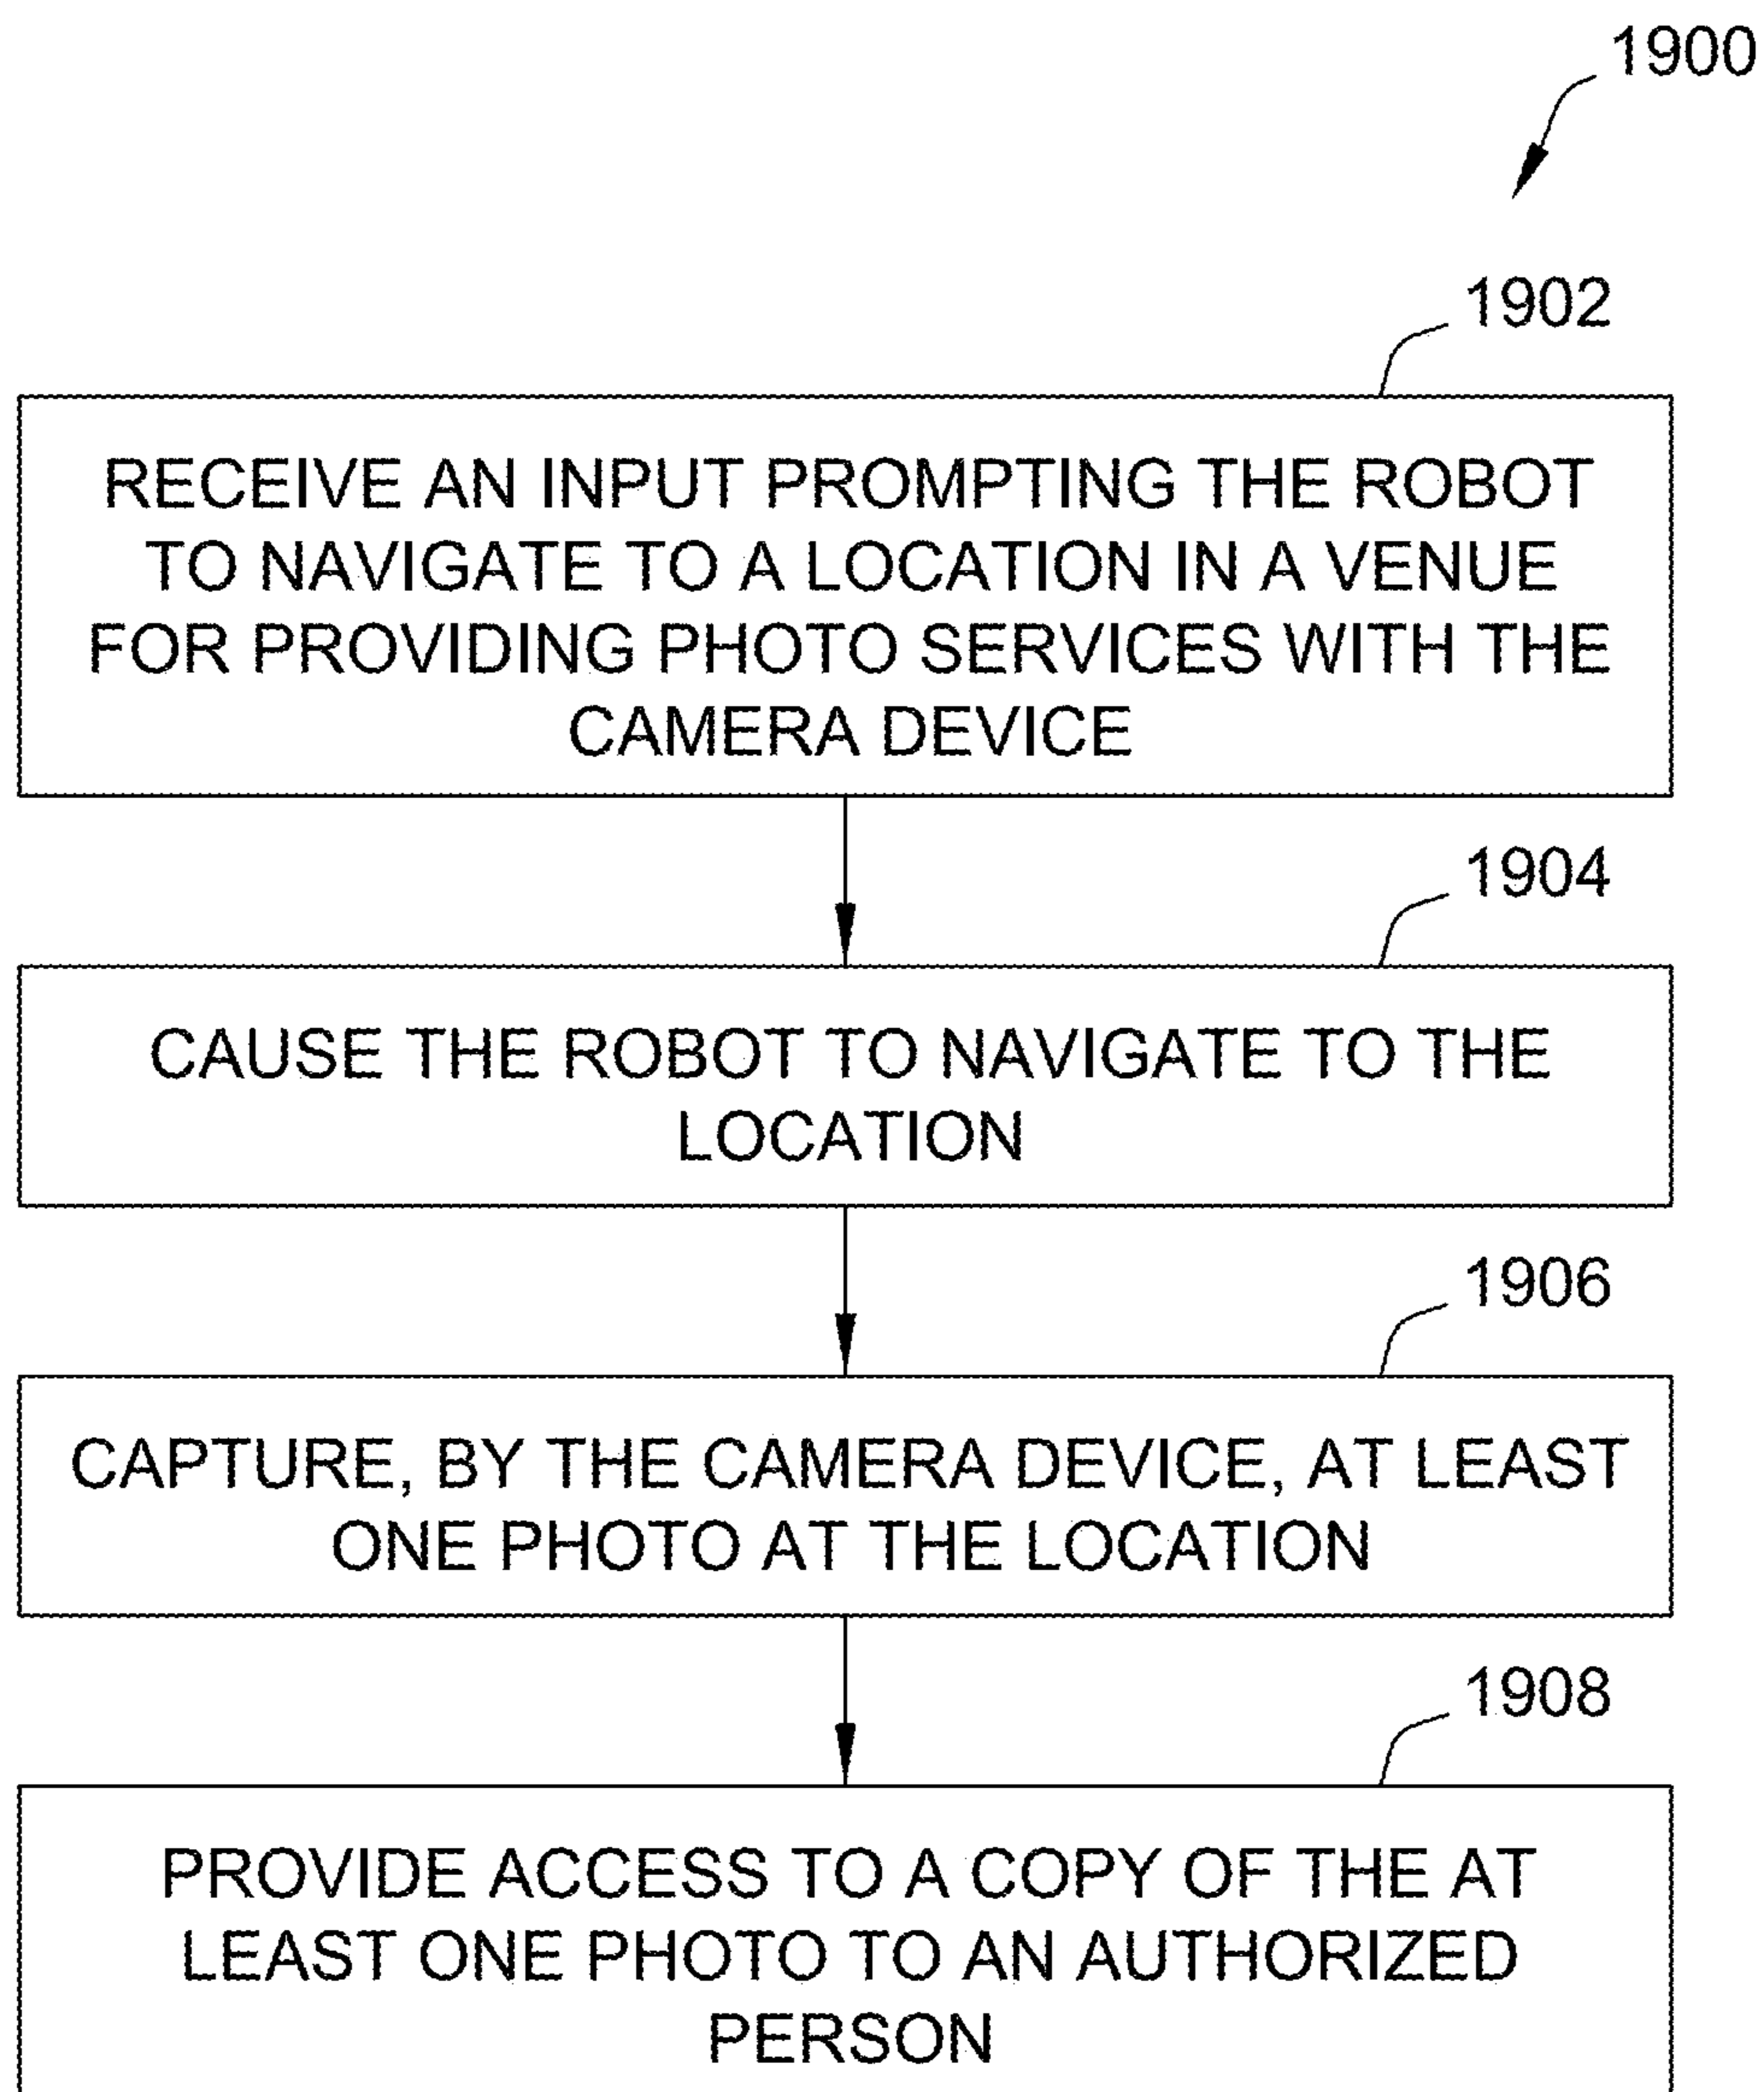 1900
1902
RECEIVE AN INPUT PROMPTING THE ROBOT
TO NAVIGATE TO A LOCATION IN A VENUE
FOR PROVIDING PHOTO SERVICES WITH THE
CAMERA DEVICE
1904
CAUSE THE ROBOT TO NAVIGATE TO THE
LOCATION
1906
CAPTURE, BY THE CAMERA DEVICE, AT LEAST
ONE PHOTO AT THE LOCATION
1908
PROVIDE ACCESS TO A COPY OF THE AT
LEAST ONE PHOTO TO AN AUTHORIZED
PERSON